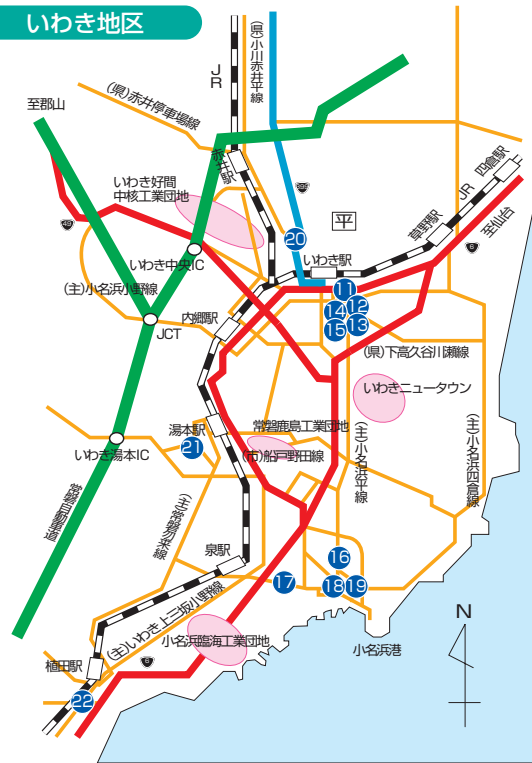 いわき地区
至郡山
(県)赤井停車場線
JR
(県)小川赤井平線
赤井駅
いわき好間
中核工業団地
49
399
平
四倉駅
JR
草野駅
至仙台
6
20
いわき駅
いわき中央IC
(主)小名浜小野線
内郷駅
JCT
11
12
14
13
15
(県)下高久谷川瀬線
いわきニュータウン
湯本駅
常磐鹿島工業団地
21
(市)船戸野田線
(主)小名浜平線
(主)小名浜四倉線
いわき湯本IC
常磐自動車道
(主)常磐勿来線
泉駅
16
17
18
19
(主)いわき上三坂小野線
小名浜臨海工業団地
小名浜港
植田駅
6
22
N